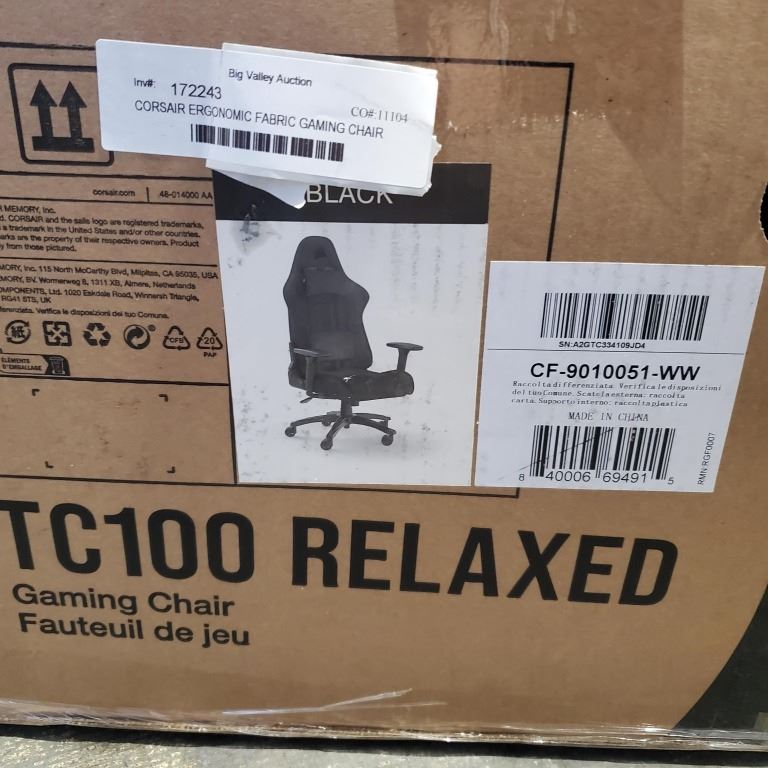 Inv#: 172243 Big Valley Auction
CO#:11104
CORSAIR ERGONOMIC FABRIC GAMING CHAIR
corsair.com 48-014000 AA
MEMORY, Inc.
CORSAIR and the sails logo are registered trademarks,
a trademark in the United States and/or other countries.
are the property of their respective owners. Product
from those pictured.
Inc. 115 North McCarthy Blvd, Milpitas, CA 95035, USA
BV. Wormerweg 8, 1311 XB, Almere, Netherlands
Ltd. 1020 Eskdale Road, Winnersh Triangle,
RG41 5TS, UK
Verifica le disposizioni del tuo Comune.
20
PAP
ÉLÉMENTS
D'EMBALLAGE
BLACK
SN:A2GTC334109JD4
CF-9010051-WW
Raccolta differenziata. Verifica le disposizioni
del tuo Comune. Scatola esterna: raccolta
carta. Supporto interno: raccolta plastica
MADE IN CHINA
8 40006 69491 5
RMN:RGF0007
TC100 RELAXED
Gaming Chair
Fauteuil de jeu